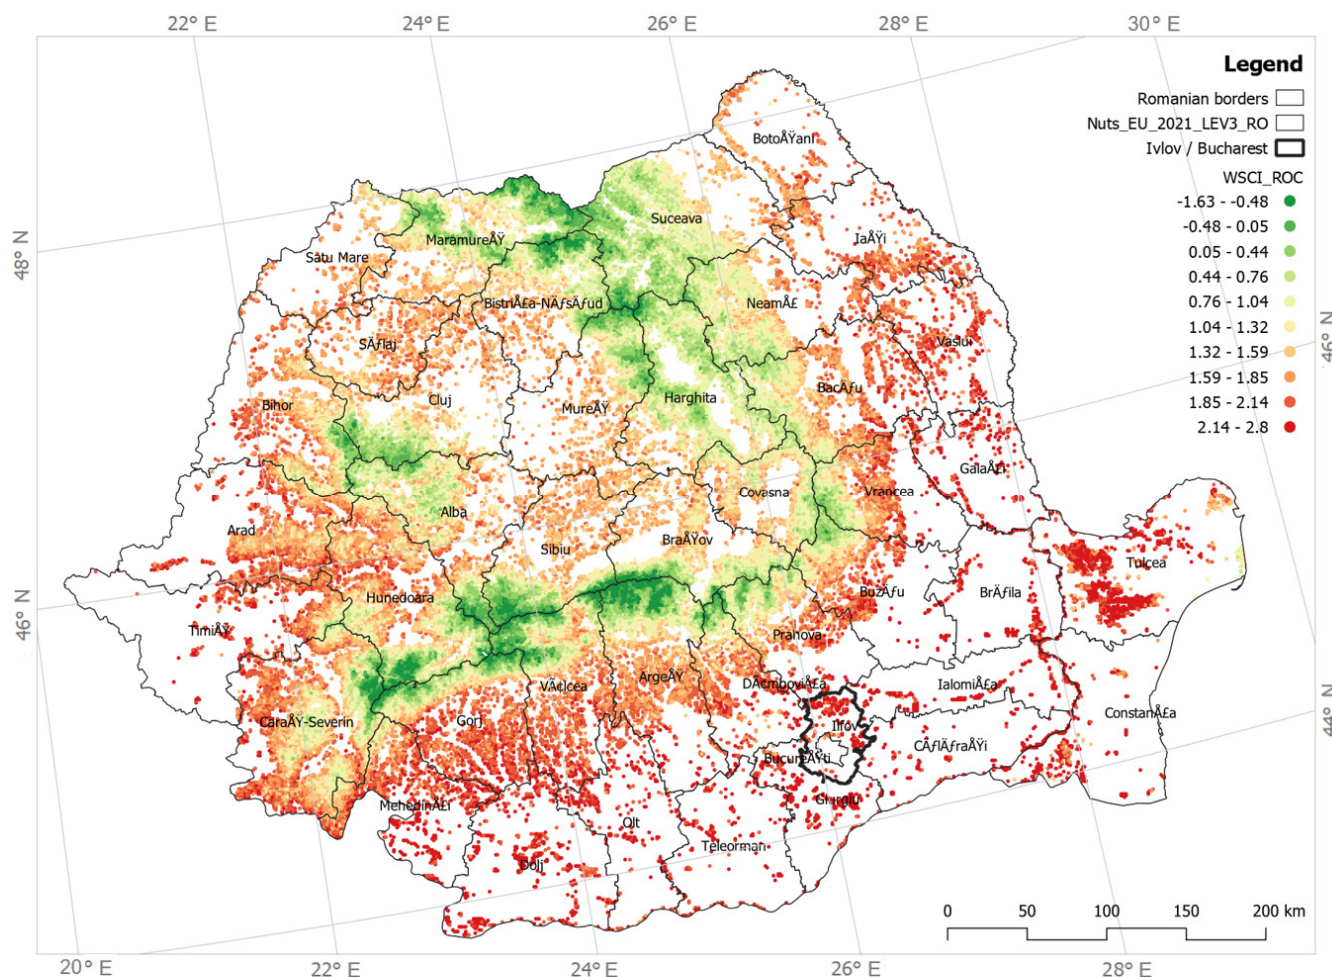 22° E 24° E 26° E 28° E 30° E
Legend
Romanian borders
Nuts_EU_2021_LEV3_RO
Ivlov / Bucharest
WSCI_ROC
-1.63 - -0.48
-0.48 - 0.05
0.05 - 0.44
0.44 - 0.76
0.76 - 1.04
1.04 - 1.32
1.32 - 1.59
1.59 - 1.85
1.85 - 2.14
2.14 - 2.8
BotoÅŸani
Suceava
MaramureÅŸ
IaÅŸi
Satu Mare
48° N
BistriÅ£a-NÄƒsÄƒud
NeamÅ£
SÄƒlaj
Vaslui
46° N
BacÄƒu
Harghita
Cluj
Bihor
MureÅŸ
GalaÅ£i
Covasna
Vrancea
Alba
Arad
BraÅŸov
Sibiu
Tulcea
BuzÄƒu
BrÄƒila
Hunedoara
46° N
TimiÅŸ
Prahova
ArgeÅŸ
VÃ¢lcea
DÃ¢mboviÅ£a
IalomiÅ£a
44° N
ConstanÅ£a
CaraÅŸ-Severin
Gorj
Ilfov
CÄƒlÄƒraÅŸi
BucureÅŸti
MehedinÅ£i
Giurgiu
Olt
Teleorman
Dolj
0 50 100 150 200 km
20° E 22° E 24° E 26° E 28° E